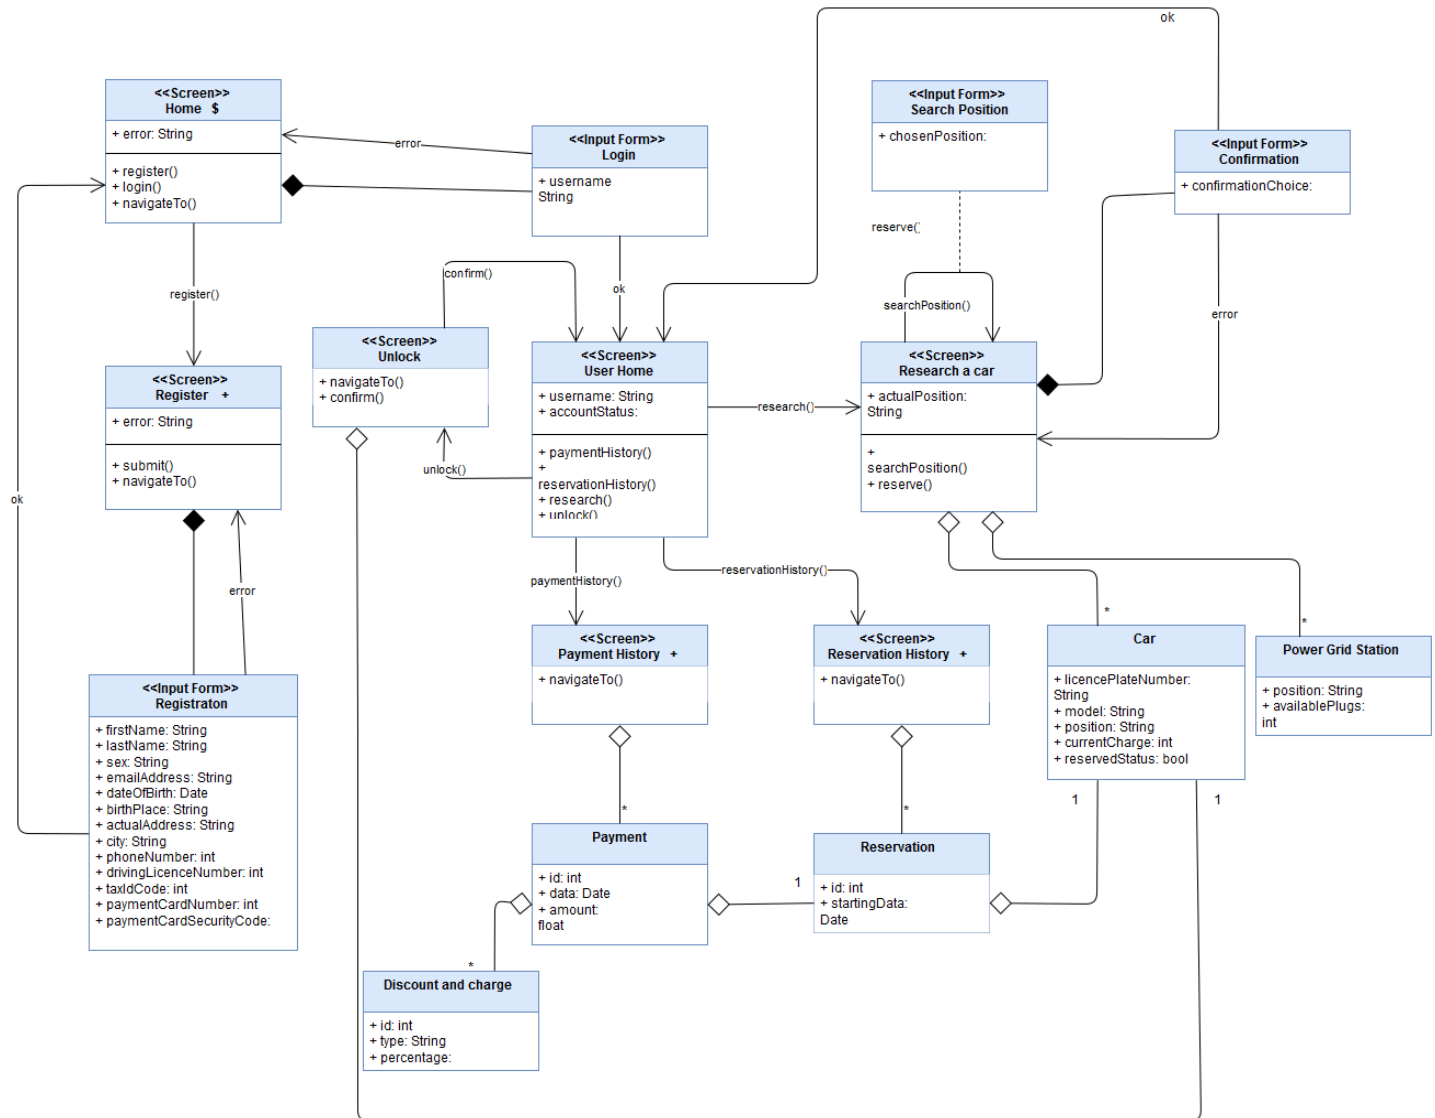 ok
<<Screen>>
Home $
+ error: String
+ register()
+ login()
+ navigateTo()
error
<<Input Form>>
Login
+ username
String
<<Input Form>>
Search Position
+ chosenPosition:
<<Input Form>>
Confirmation
+ confirmationChoice:
reserve()
register()
confirm()
ok
searchPosition()
error
<<Screen>>
Unlock
+ navigateTo()
+ confirm()
<<Screen>>
User Home
+ username: String
+ accountStatus:
+ paymentHistory()
+
reservationHistory()
+ research()
+ unlock()
research()
<<Screen>>
Research a car
+ actualPosition:
String
+
searchPosition()
+ reserve()
<<Screen>>
Register +
+ error: String
+ submit()
+ navigateTo()
unlock()
ok
error
paymentHistory()
reservationHistory()
<<Screen>>
Payment History +
+ navigateTo()
<<Screen>>
Reservation History +
+ navigateTo()
*
*
Car
+ licencePlateNumber:
String
+ model: String
+ position: String
+ currentCharge: int
+ reservedStatus: bool
Power Grid Station
+ position: String
+ availablePlugs:
int
<<Input Form>>
Registraton
+ firstName: String
+ lastName: String
+ sex: String
+ emailAddress: String
+ dateOfBirth: Date
+ birthPlace: String
+ actualAddress: String
+ city: String
+ phoneNumber: int
+ drivingLicenceNumber: int
+ taxIdCode: int
+ paymentCardNumber: int
+ paymentCardSecurityCode:
*
*
1
1
Payment
+ id: int
+ data: Date
+ amount:
float
1
Reservation
+ id: int
+ startingData:
Date
*
Discount and charge
+ id: int
+ type: String
+ percentage: